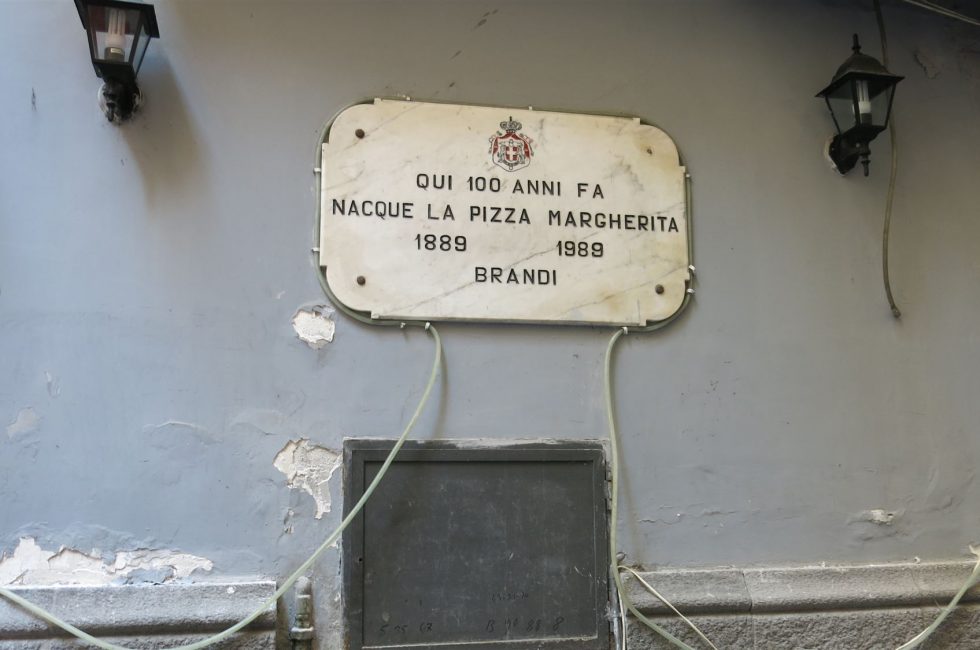 QUI 100 ANNI FA
NACQUE LA PIZZA MARGHERITA
1889 1989
BRANDI